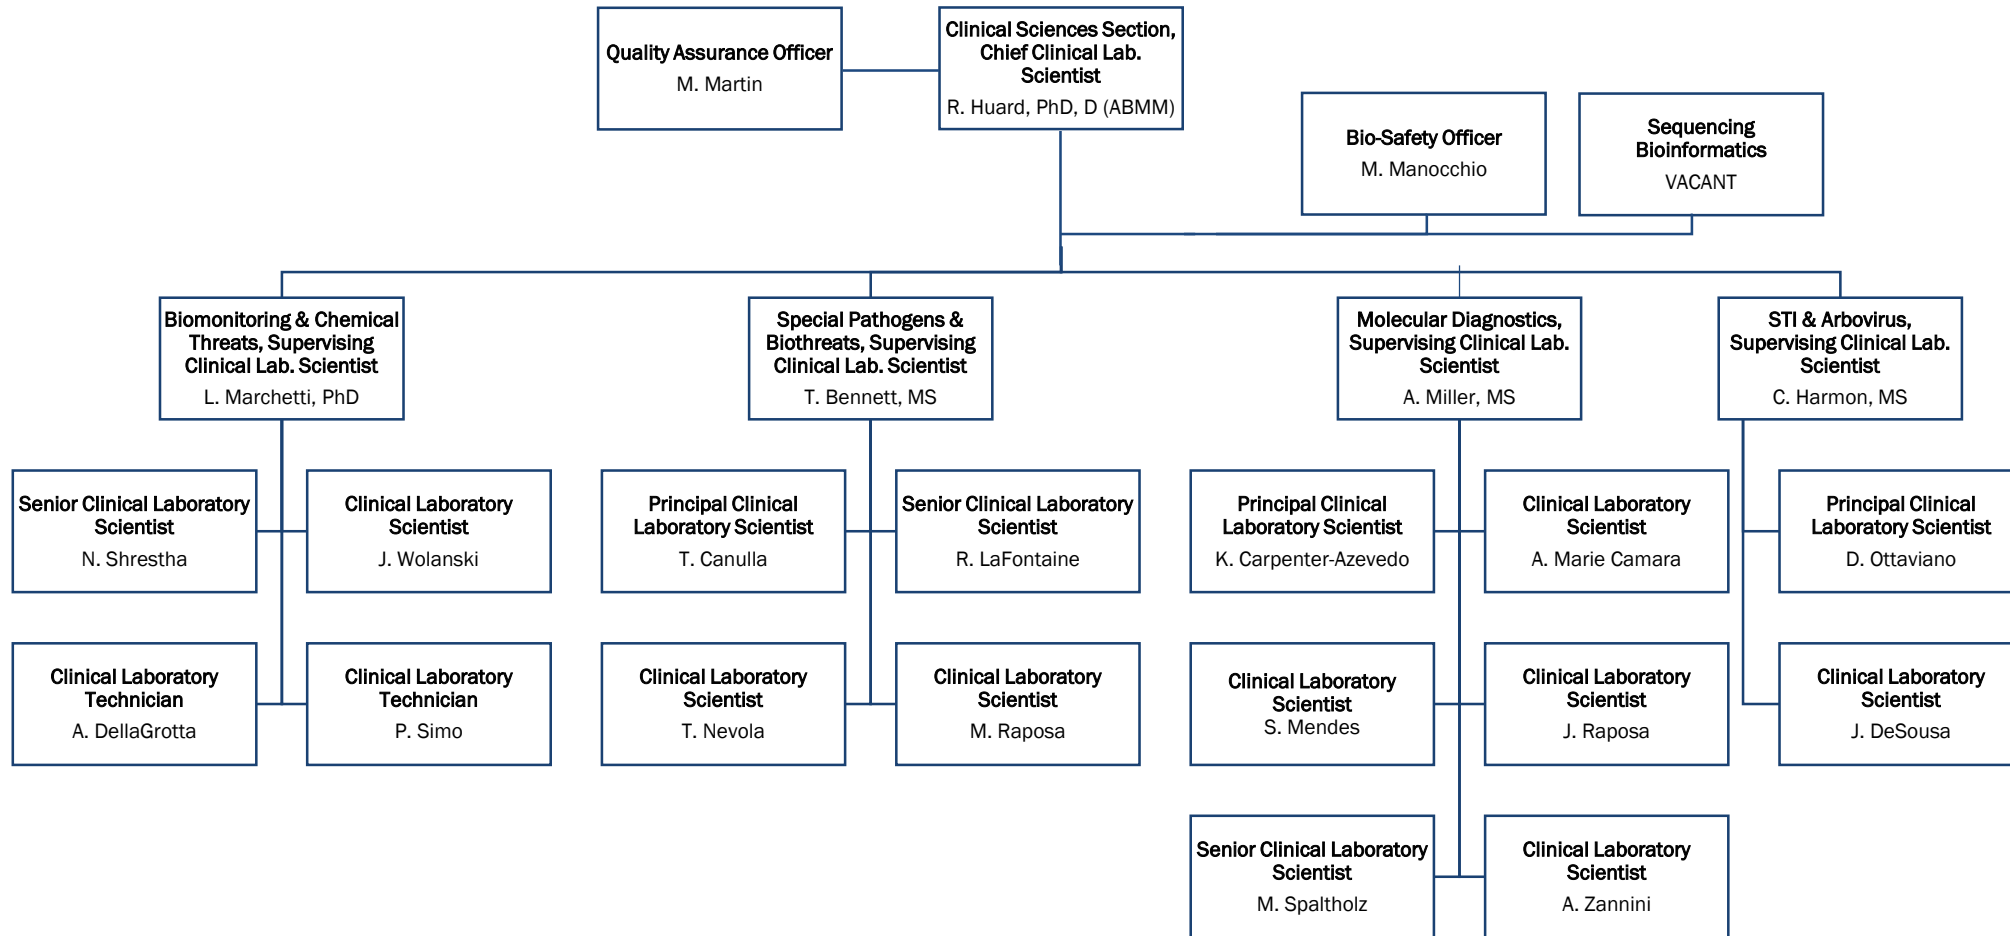 Quality Assurance Officer
M. Martin
Clinical Sciences Section,
Chief Clinical Lab.
Scientist
R. Huard, PhD, D (ABMM)
Bio-Safety Officer
M. Manocchio
Sequencing
Bioinformatics
VACANT
Biomonitoring & Chemical
Threats, Supervising
Clinical Lab. Scientist
L. Marchetti, PhD
Special Pathogens &
Biothreats, Supervising
Clinical Lab. Scientist
T. Bennett, MS
Molecular Diagnostics,
Supervising Clinical Lab.
Scientist
A. Miller, MS
STI & Arbovirus,
Supervising Clinical Lab.
Scientist
C. Harmon, MS
Senior Clinical Laboratory
Scientist
N. Shrestha
Clinical Laboratory
Scientist
J. Wolanski
Principal Clinical
Laboratory Scientist
T. Canulla
Senior Clinical Laboratory
Scientist
R. LaFontaine
Principal Clinical
Laboratory Scientist
K. Carpenter-Azevedo
Clinical Laboratory
Scientist
A. Marie Camara
Principal Clinical
Laboratory Scientist
D. Ottaviano
Clinical Laboratory
Technician
A. DellaGrotta
Clinical Laboratory
Technician
P. Simo
Clinical Laboratory
Scientist
T. Nevola
Clinical Laboratory
Scientist
M. Raposa
Clinical Laboratory
Scientist
S. Mendes
Clinical Laboratory
Scientist
J. Raposa
Clinical Laboratory
Scientist
J. DeSousa
Senior Clinical Laboratory
Scientist
M. Spaltholz
Clinical Laboratory
Scientist
A. Zannini